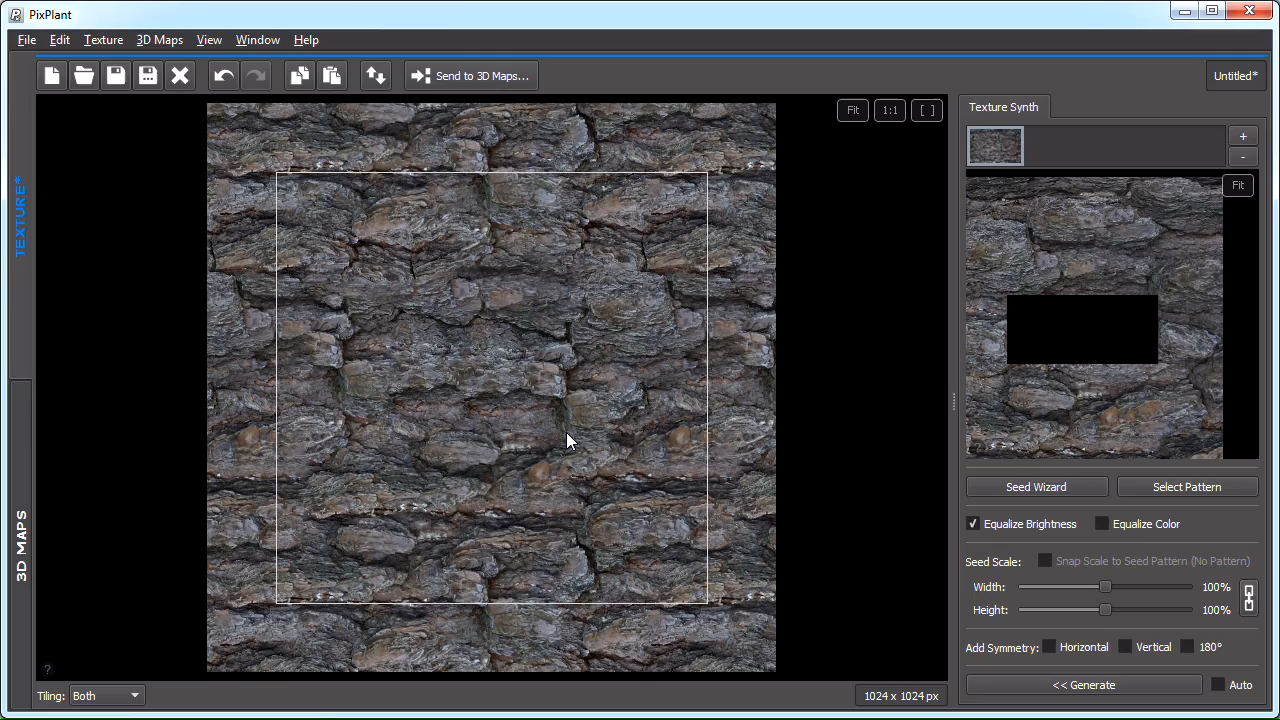 PixPlant
File Edit Texture 3D Maps View Window Help
Send to 3D Maps... Untitled*
Fit 1:1 [ ]
Texture Synth
+
-
Fit
TEXTURE*
3D MAPS
Seed Wizard Select Pattern
Equalize Brightness Equalize Color
Seed Scale: Snap Scale to Seed Pattern (No Pattern)
Width: 100%
Height: 100%
Add Symmetry: Horizontal Vertical 180°
<< Generate Auto
?
Tiling: Both 1024 x 1024 px